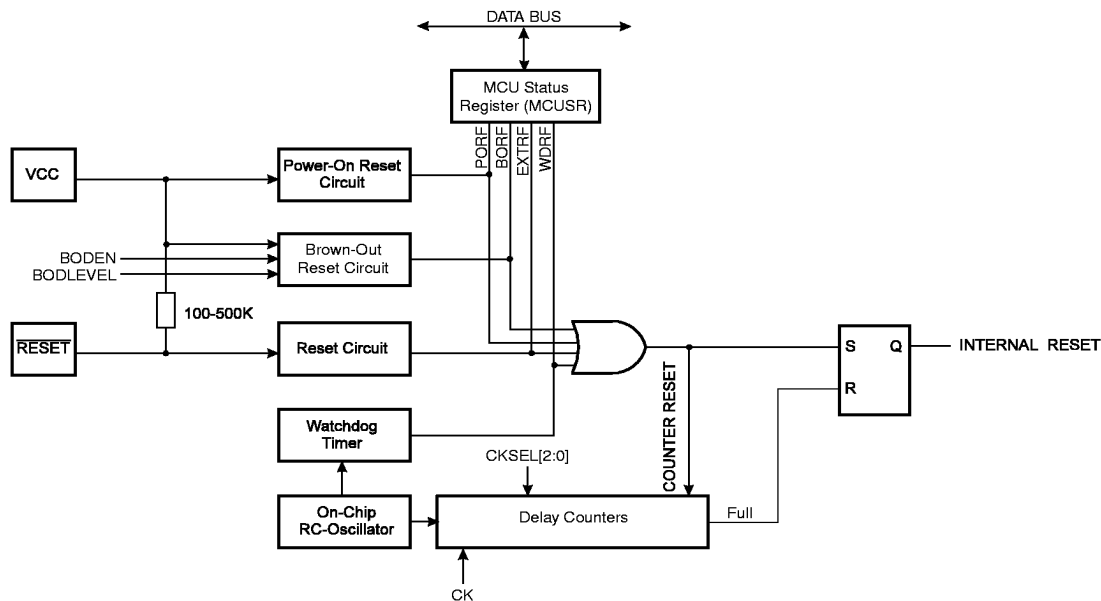 DATA BUS
MCU Status
Register (MCUSR)
PORF
BORF
EXTRF
WDRF
VCC
Power-On Reset
Circuit
BODEN
BODLEVEL
Brown-Out
Reset Circuit
100-500K
RESET
Reset Circuit
S
Q
INTERNAL RESET
R
COUNTER RESET
Watchdog
Timer
CKSEL[2:0]
On-Chip
RC-Oscillator
Delay Counters
Full
CK